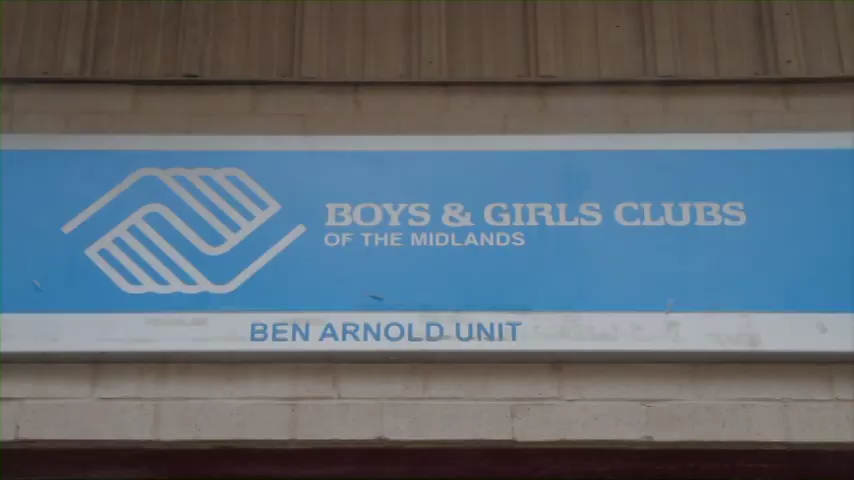 BOYS & GIRLS CLUBS
OF THE MIDLANDS
BEN ARNOLD UNIT